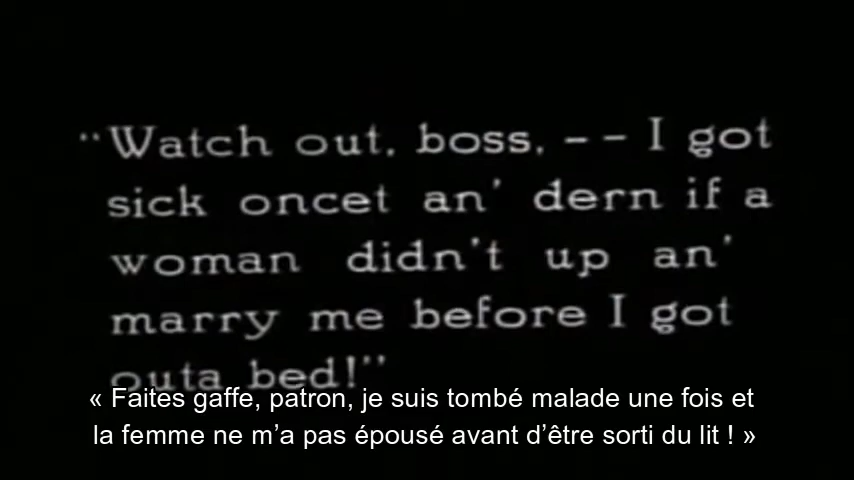 “Watch out, boss, -- I got
sick oncet an' dern if a
woman didn't up an'
marry me before I got
outa bed!”
« Faites gaffe, patron, je suis tombé malade une fois et
la femme ne m’a pas épousé avant d’être sorti du lit ! »